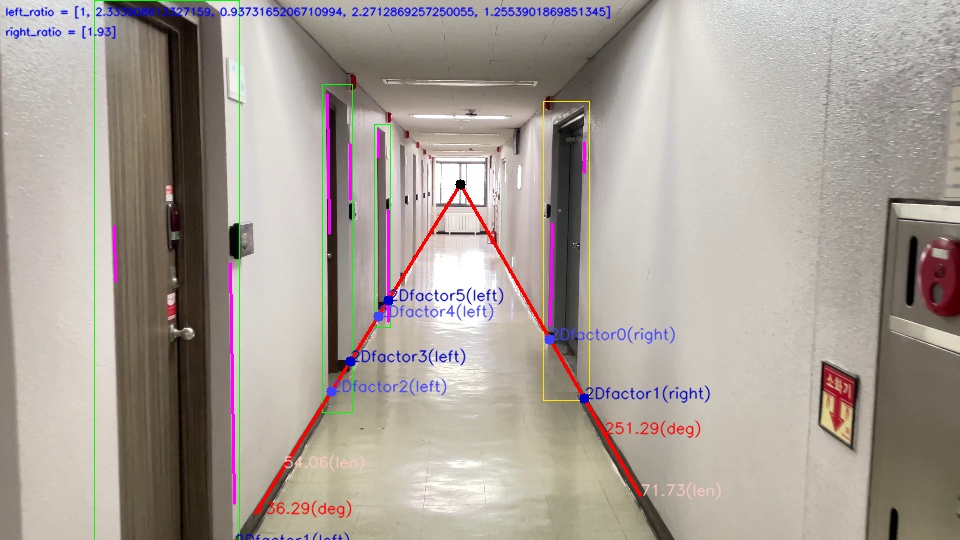 left_ratio = [1, 2.333908613327159, 0.9373165206710994, 2.2712869257250055, 1.2553901869851345]
right_ratio = [1.93]
2Dfactor5(left)
2Dfactor4(left)
2Dfactor0(right)
2Dfactor3(left)
2Dfactor2(left)
2Dfactor1(right)
소화기
251.29(deg)
54.06(len)
71.73(len)
36.29(deg)
2Dfactor1(left)